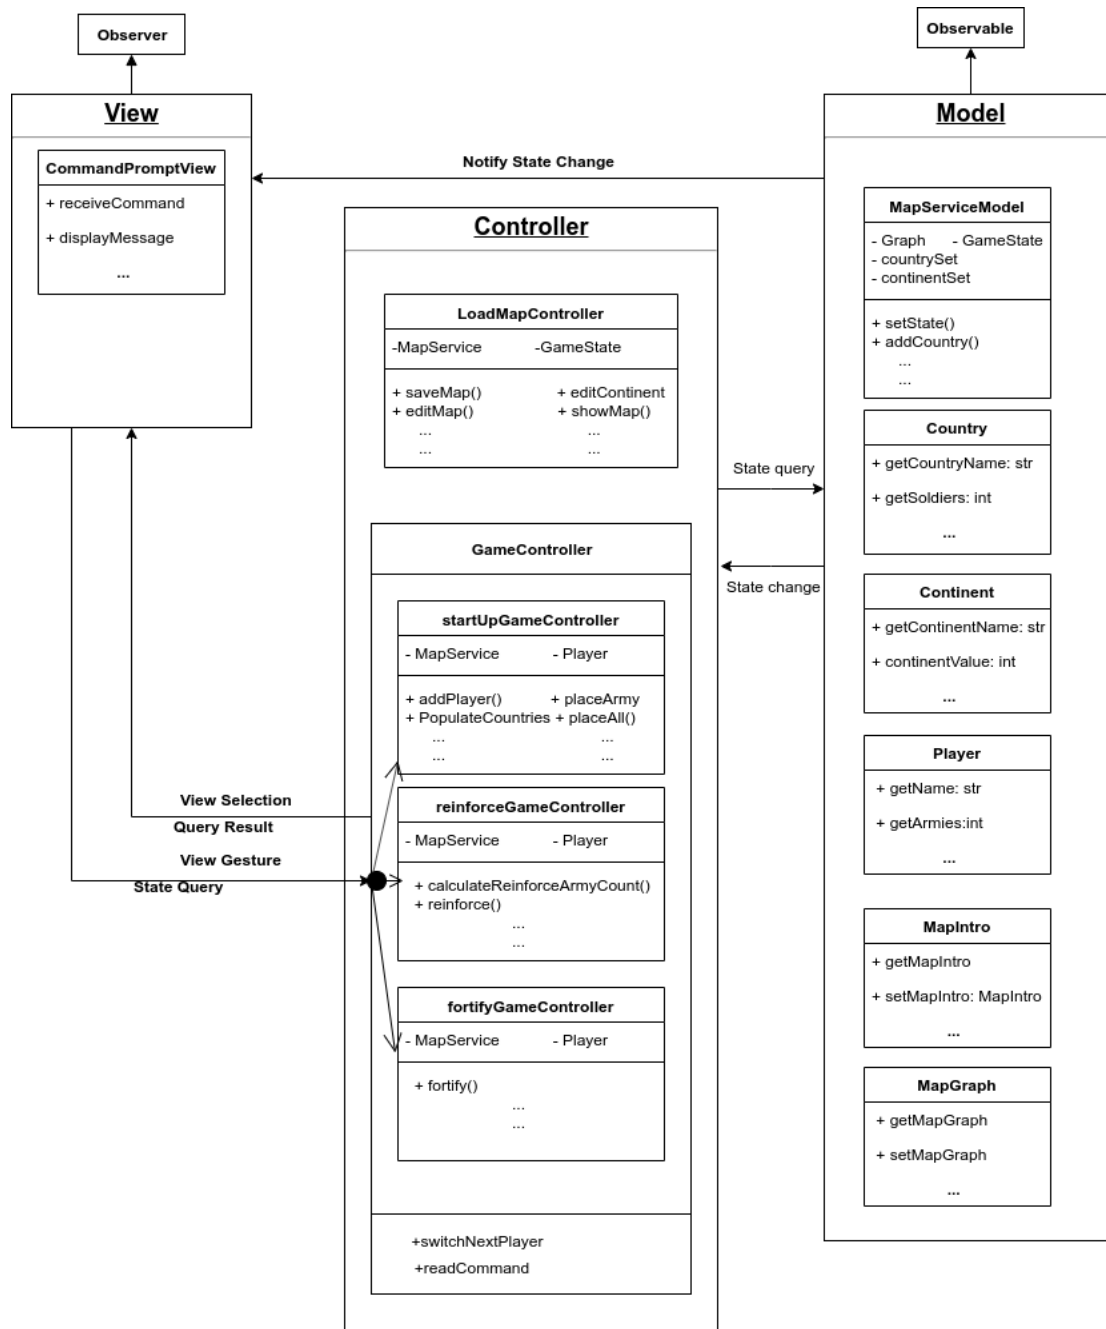 Observer
Observable
View
CommandPromptView
+ receiveCommand
+ displayMessage
...
Notify State Change
Controller
LoadMapController
-MapService -GameState
+ saveMap() + editContinent
+ editMap() + showMap()
... ...
... ...
GameController
startUpGameController
- MapService - Player
+ addPlayer() + placeArmy
+ PopulateCountries + placeAll()
... ...
... ...
reinforceGameController
- MapService - Player
+ calculateReinforceArmyCount()
+ reinforce()
...
...
fortifyGameController
- MapService - Player
+ fortify()
...
...
+switchNextPlayer
+readCommand
View Selection
Query Result
View Gesture
State Query
State query
State change
Model
MapServiceModel
- Graph - GameState
- countrySet
- continentSet
+ setState()
+ addCountry()
...
...
Country
+ getCountryName: str
+ getSoldiers: int
...
Continent
+ getContinentName: str
+ continentValue: int
...
Player
+ getName: str
+ getArmies:int
...
MapIntro
+ getMapIntro
+ setMapIntro: MapIntro
...
MapGraph
+ getMapGraph
+ setMapGraph
...